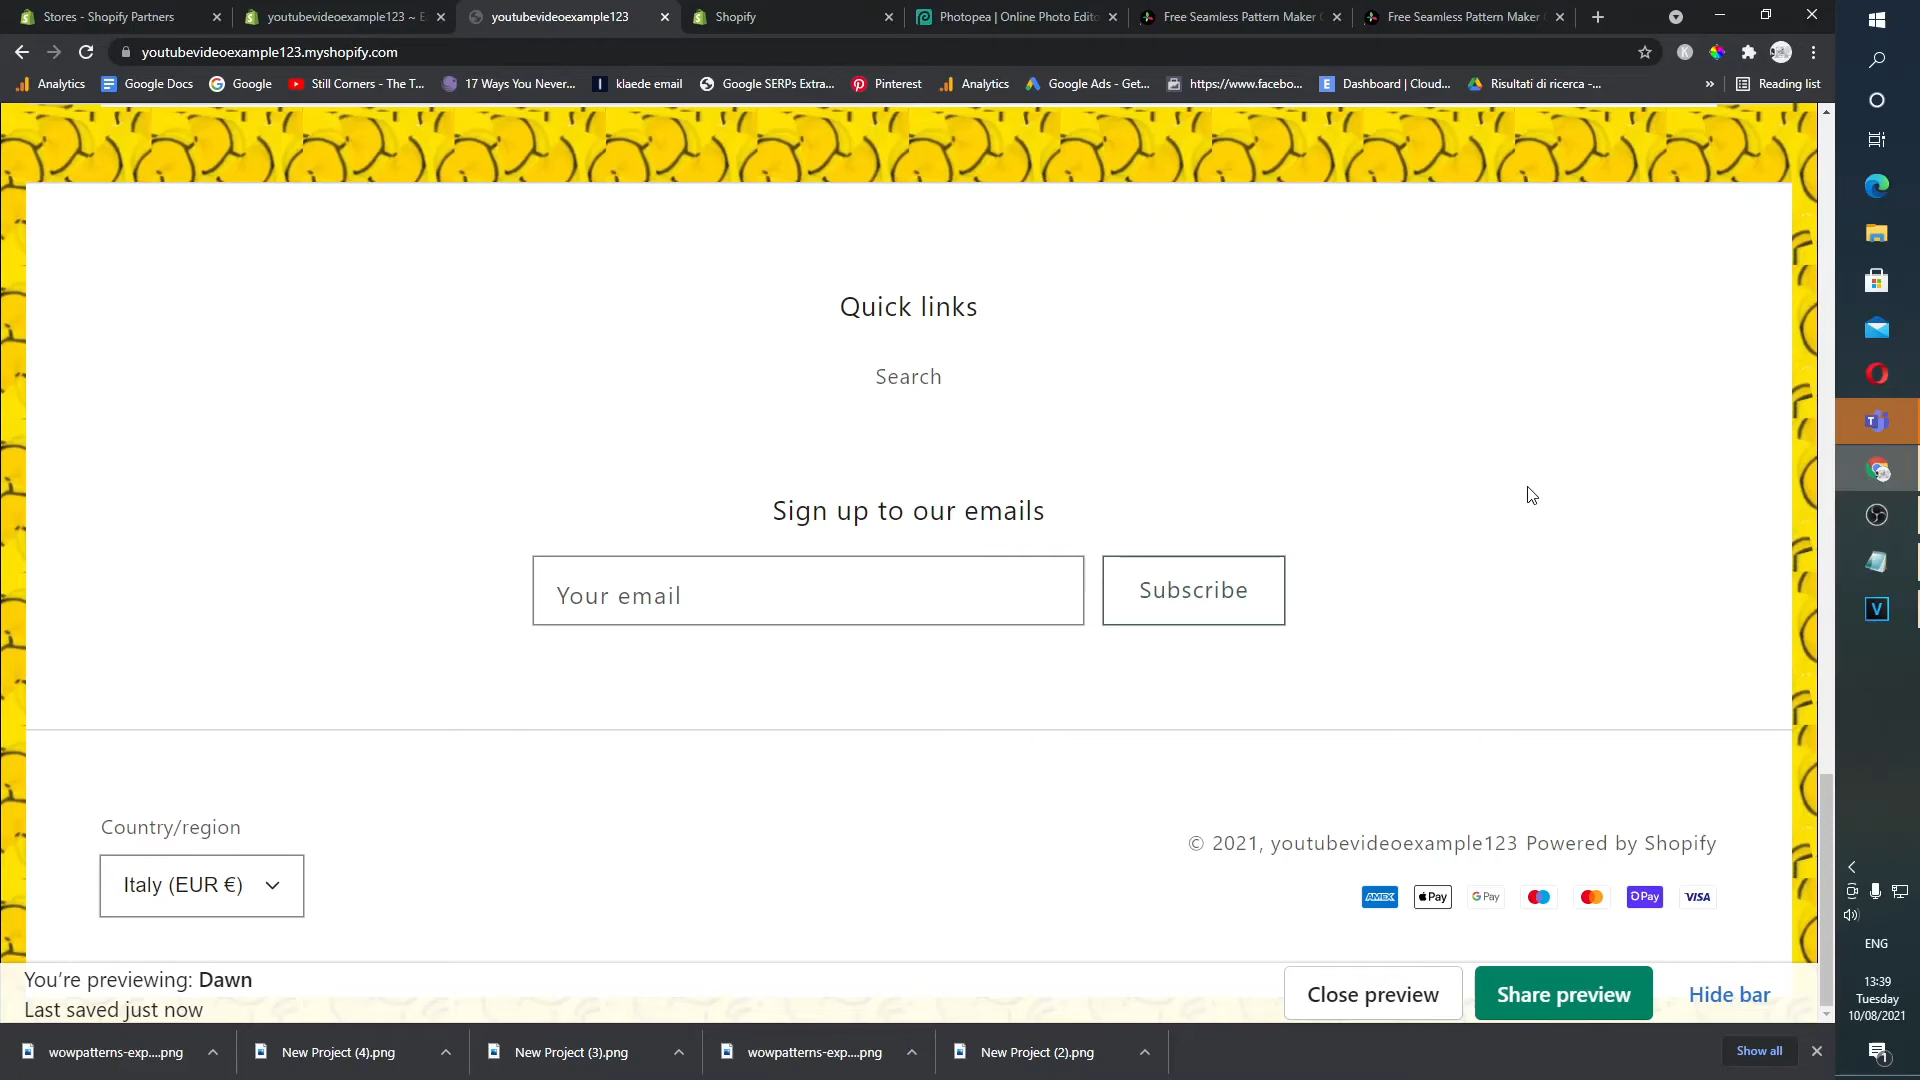 Stores - Shopify Partners
youtubevideoexample123 ~ E
youtubevideoexample123
Shopify
Photopea | Online Photo Edito
Free Seamless Pattern Maker
Free Seamless Pattern Maker
youtubevideoexample123.myshopify.com
K
Analytics
Google Docs
Google
Still Corners - The T...
17 Ways You Never...
klaede email
Google SERPs Extra...
Pinterest
Analytics
Google Ads - Get...
https://www.facebo...
Dashboard | Cloud...
Risultati di ricerca -...
»
Reading list
Quick links
Search
Sign up to our emails
Your email
Subscribe
Country/region
Italy (EUR €)
© 2021, youtubevideoexample123 Powered by Shopify
AMEX
Pay
G Pay
Pay
VISA
You're previewing: Dawn
Last saved just now
Close preview
Share preview
Hide bar
wowpatterns-exp....png
New Project (4).png
New Project (3).png
wowpatterns-exp....png
New Project (2).png
Show all
T
V
ENG
13:39
Tuesday
10/08/2021
1